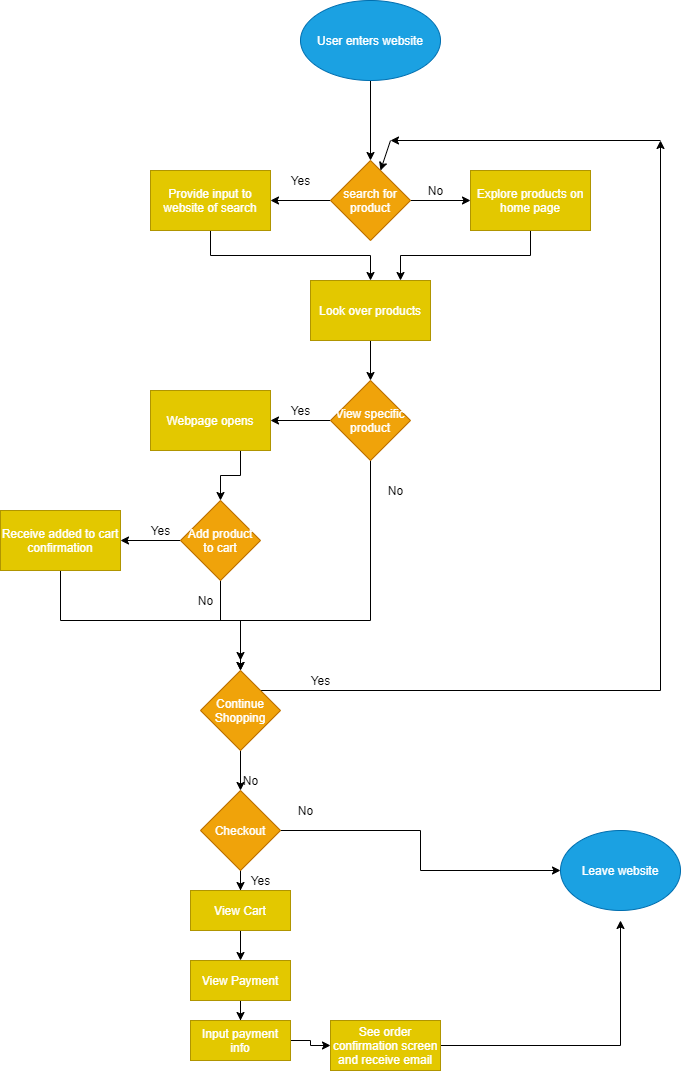 User enters website
Yes
No
Provide input to
website of search
search for
product
Explore products on
home page
Look over products
Yes
Webpage opens
View specific
product
No
Yes
Receive added to cart
confirmation
Add product
to cart
No
Yes
Continue
Shopping
No
No
Checkout
Leave website
Yes
View Cart
View Payment
Input payment
info
See order
confirmation screen
and receive email